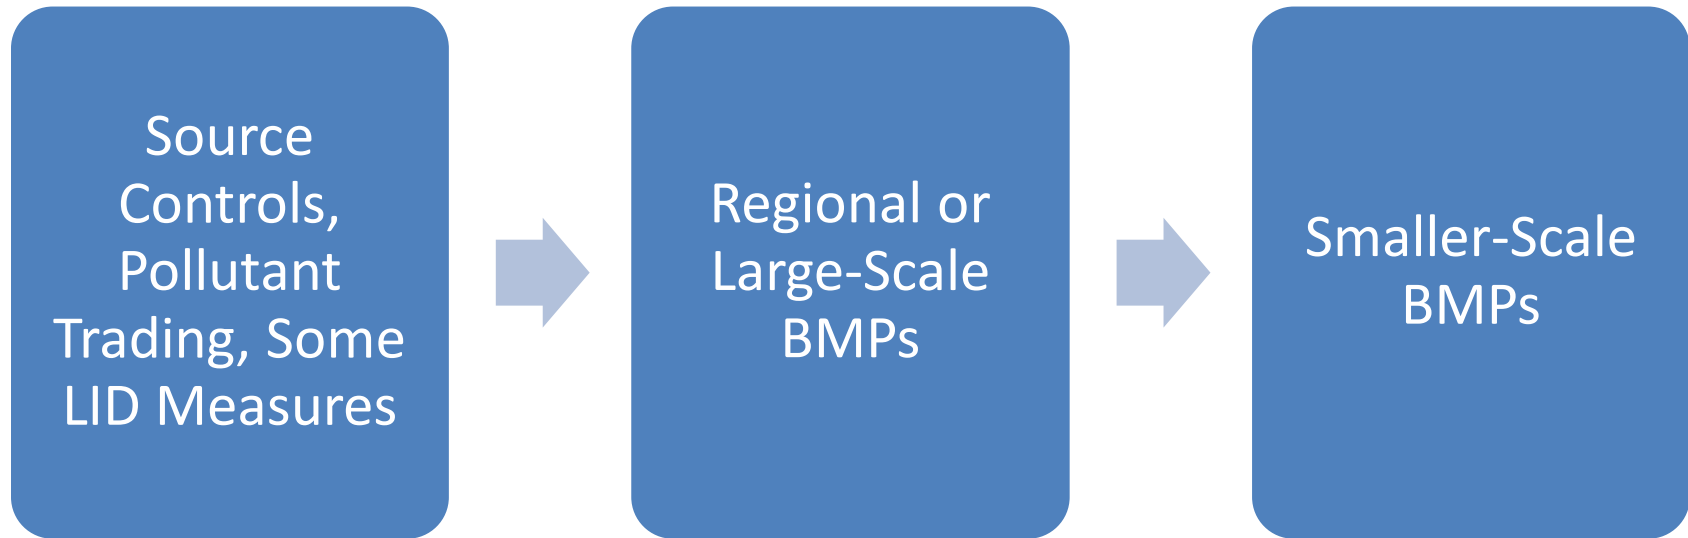 Source
Controls,
Pollutant
Trading, Some
LID Measures
Regional or
Large-Scale
BMPs
Smaller-Scale
BMPs